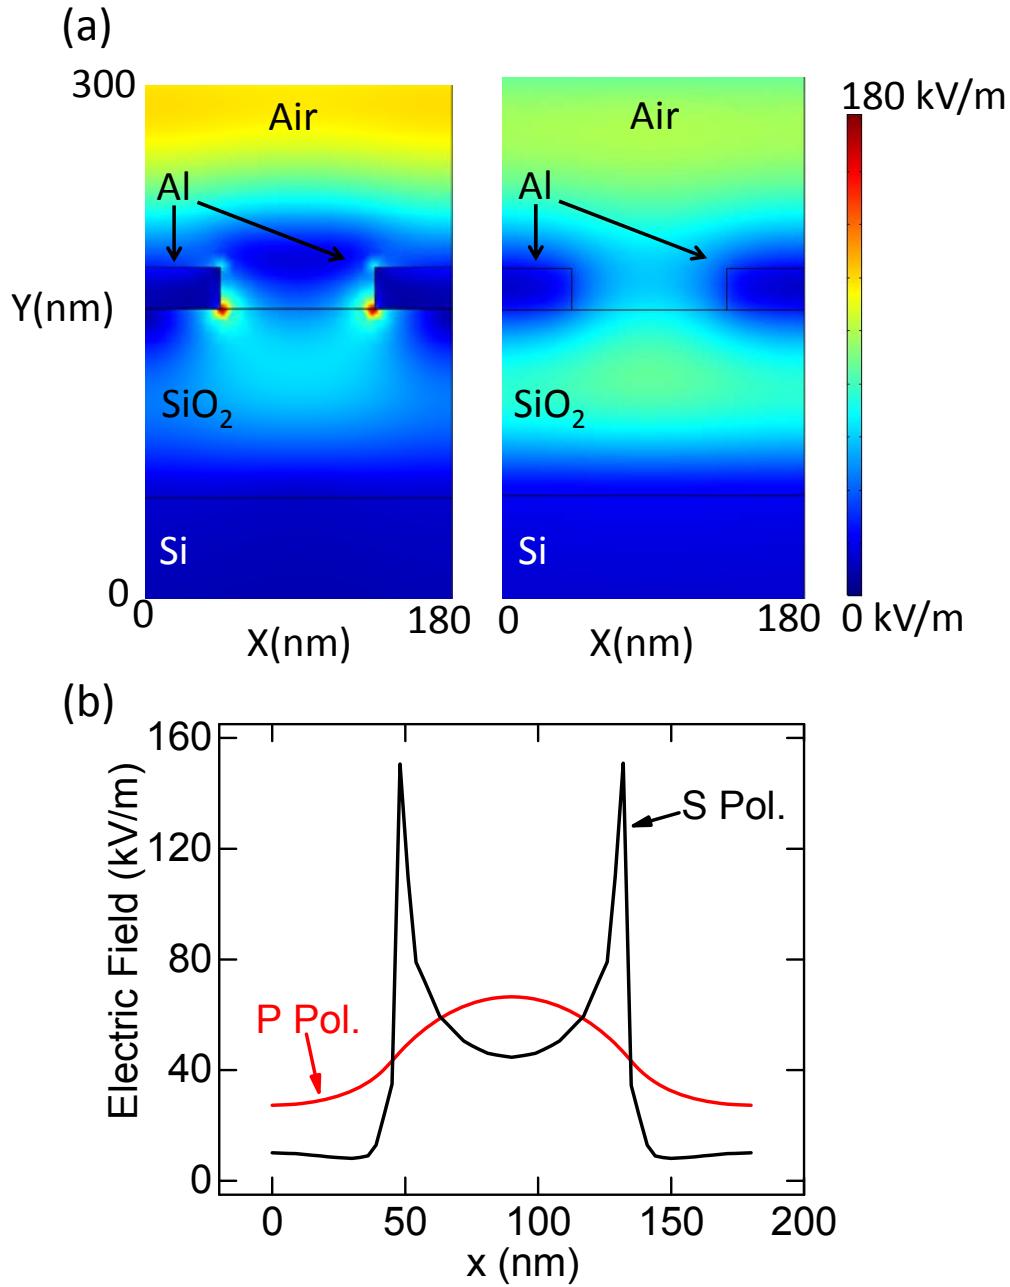 (a)
300
Air
Air
180 kV/m
Al
Al
Y(nm)
SiO2
SiO2
Si
Si
0
0
180
0
180
0 kV/m
X(nm)
X(nm)
(b)
160
120
80
40
0
Electric Field (kV/m)
S Pol.
P Pol.
0
50
100
150
200
x (nm)